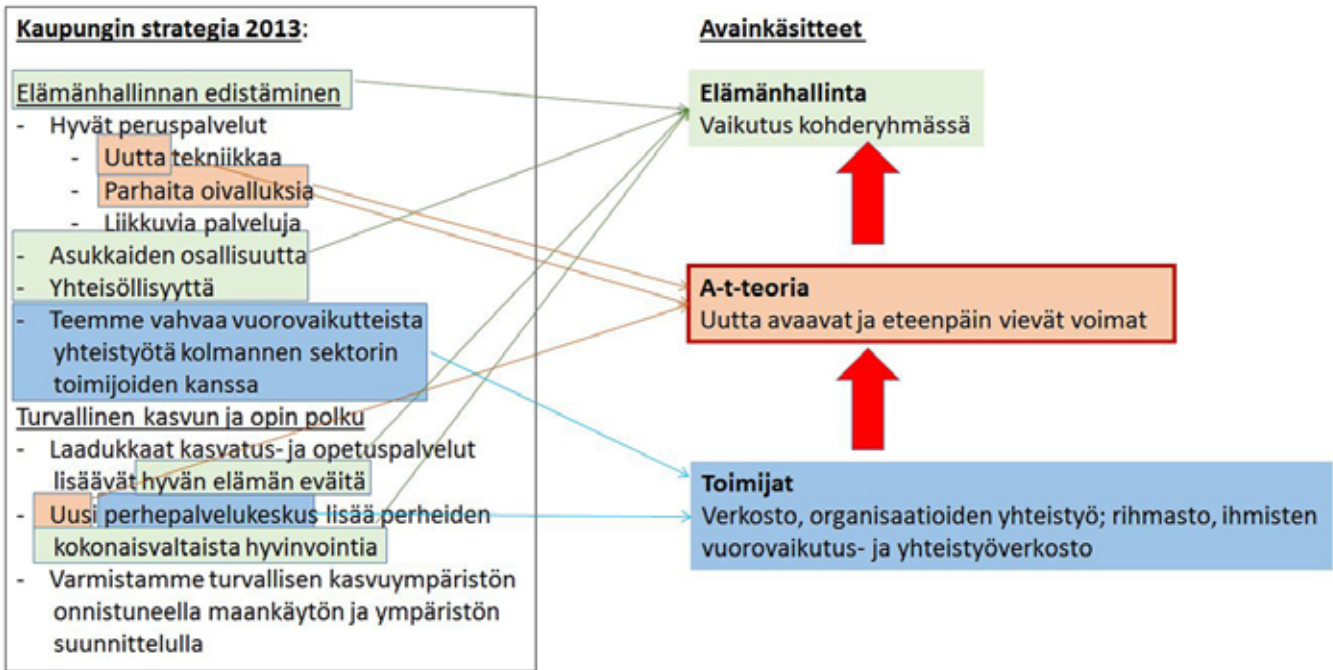 Kaupungin strategia 2013:
Elämänhallinnan edistäminen
- Hyvät peruspalvelut
- Uutta tekniikkaa
- Parhaita oivalluksia
- Liikkuvia palveluja
- Asukkaiden osallisuutta
- Yhteisöllisyyttä
- Teemme vahvaa vuorovaikutteista
yhteistyötä kolmannen sektorin
toimijoiden kanssa
Turvallinen kasvun ja opin polku
- Laadukkaat kasvatus- ja opetuspalvelut
lisäävät hyvän elämän eväitä
- Uusi perhepalvelukeskus lisää perheiden
kokonaisvaltaista hyvinvointia
- Varmistamme turvallisen kasvuympäristön
onnistuneella maankäytön ja ympäristön
suunnittelulla
Avainkäsitteet
Elämänhallinta
Vaikutus kohderyhmässä
A-t-teoria
Uutta avaavat ja eteenpäin vievät voimat
Toimijat
Verkosto, organisaatioiden yhteistyö; rihmasto, ihmisten
vuorovaikutus- ja yhteistyöverkosto